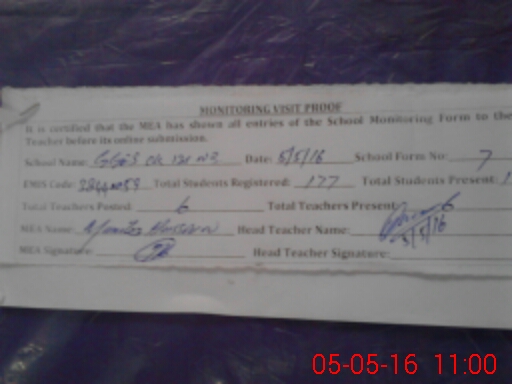 MONITORING VISIT PROOF
It is certified that the MEA has shown all entries of the School Monitoring Form to the
Teacher before its online submission.
School Name: Date: 5/5/16 School Form No: 7
EMIS Code: Total Students Registered: 177 Total Students Present: 1
Total Teachers Posted: 6 Total Teachers Present: 6
MEA Name: Head Teacher Name:
5/5/16
MEA Signature: Head Teacher Signature:
05-05-16 11:00